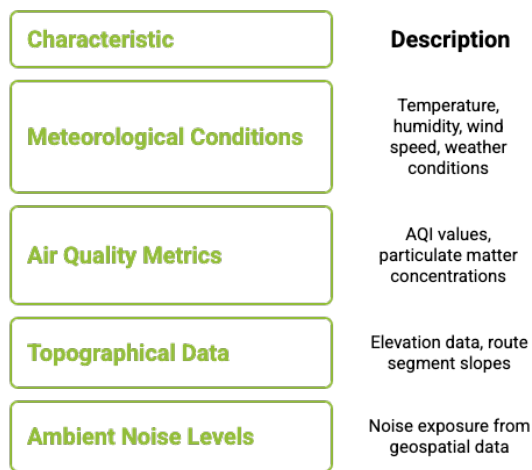 Characteristic
Description
Meteorological Conditions
Temperature,
humidity, wind
speed, weather
conditions
Air Quality Metrics
AQI values,
particulate matter
concentrations
Topographical Data
Elevation data, route
segment slopes
Ambient Noise Levels
Noise exposure from
geospatial data